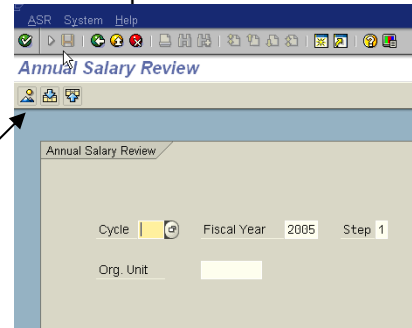 ASR System Help
Annual Salary Review
Annual Salary Review
Cycle Fiscal Year 2005 Step 1
Org. Unit